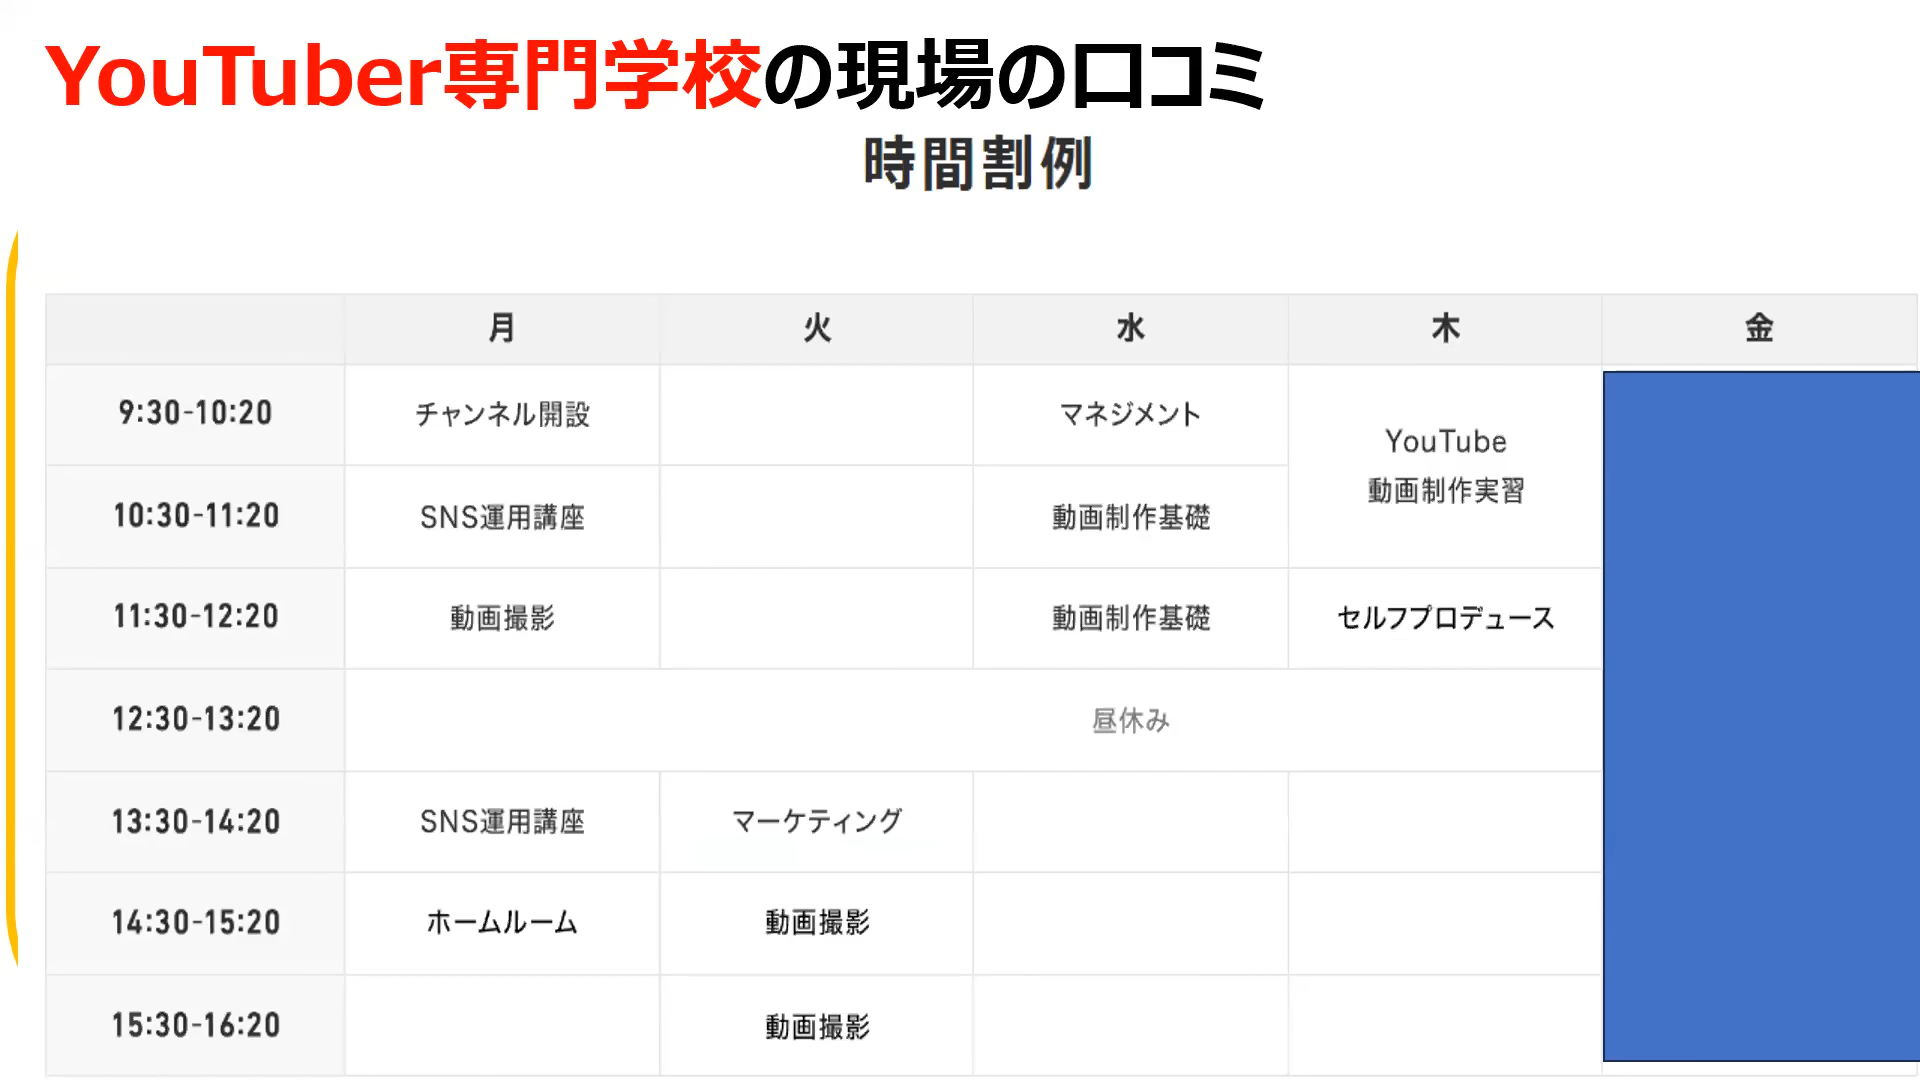 YouTuber専門学校の現場の口コミ
時間割例
月 火 水 木 金
9:30-10:20 チャンネル開設 マネジメント
YouTube
動画制作実習
10:30-11:20 SNS運用講座 動画制作基礎
11:30-12:20 動画撮影 動画制作基礎 セルフプロデュース
12:30-13:20 昼休み
13:30-14:20 SNS運用講座 マーケティング
14:30-15:20 ホームルーム 動画撮影
15:30-16:20 動画撮影